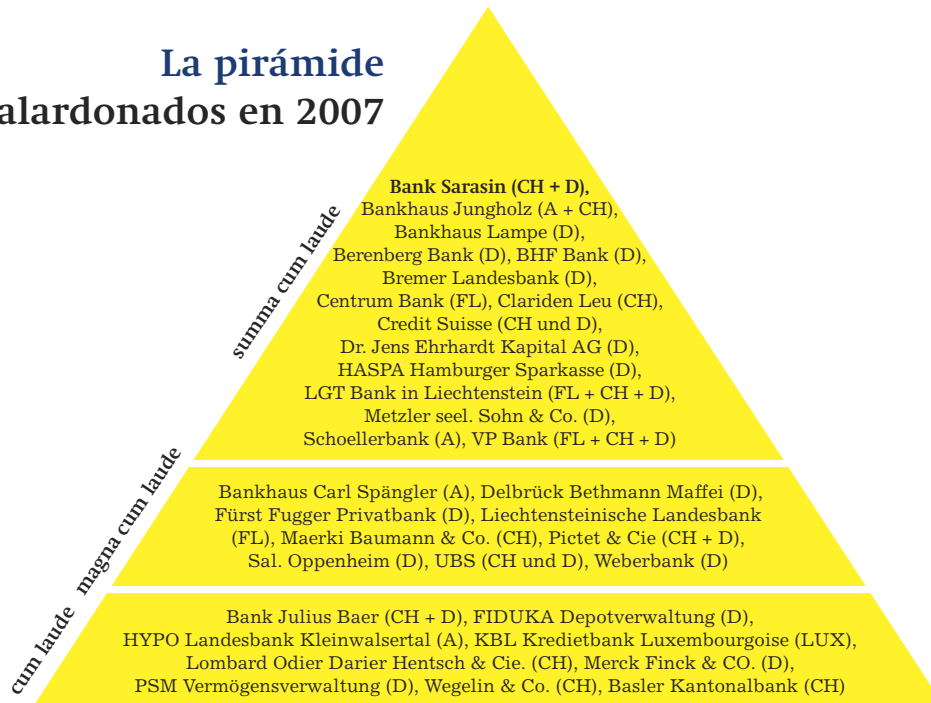 La pirámide
alardonados en 2007
summa cum laude
Bank Sarasin (CH + D),
Bankhaus Jungholz (A + CH),
Bankhaus Lampe (D),
Berenberg Bank (D), BHF Bank (D),
Bremer Landesbank (D),
Centrum Bank (FL), Clariden Leu (CH),
Credit Suisse (CH und D),
Dr. Jens Ehrhardt Kapital AG (D),
HASPA Hamburger Sparkasse (D),
LGT Bank in Liechtenstein (FL + CH + D),
Metzler seel. Sohn & Co. (D),
Schoellerbank (A), VP Bank (FL + CH + D)
magna cum laude
Bankhaus Carl Spängler (A), Delbrück Bethmann Maffei (D),
Fürst Fugger Privatbank (D), Liechtensteinische Landesbank
(FL), Maerki Baumann & Co. (CH), Pictet & Cie (CH + D),
Sal. Oppenheim (D), UBS (CH und D), Weberbank (D)
cum laude
Bank Julius Baer (CH + D), FIDUKA Depotverwaltung (D),
HYPO Landesbank Kleinwalsertal (A), KBL Kredietbank Luxembourgoise (LUX),
Lombard Odier Darier Hentsch & Cie. (CH), Merck Finck & CO. (D),
PSM Vermögensverwaltung (D), Wegelin & Co. (CH), Basler Kantonalbank (CH)